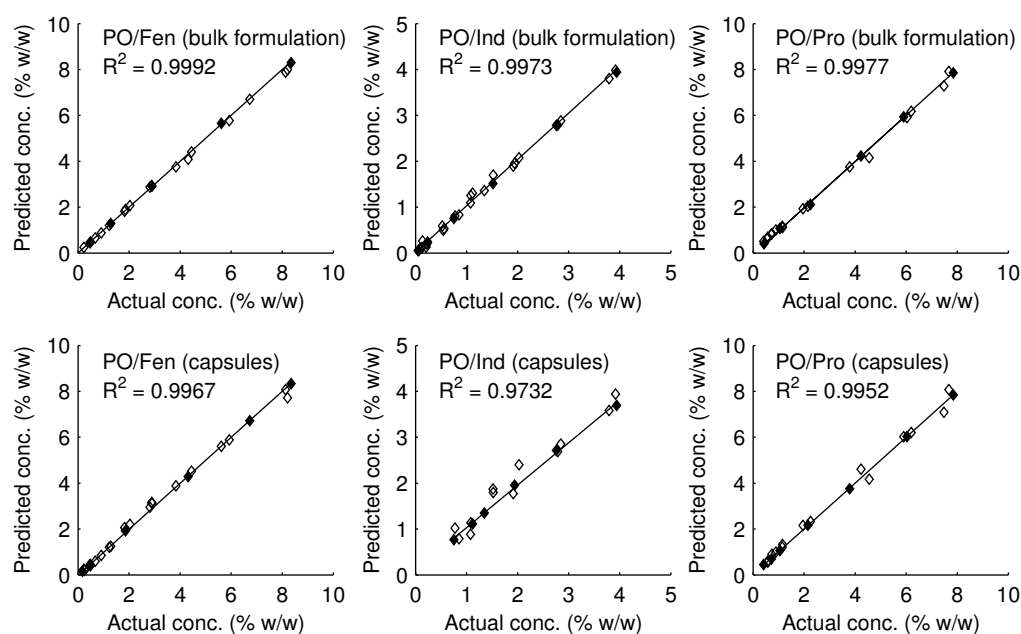 PO/Fen (bulk formulation)
R² = 0.9992
10
8
6
4
2
0
0 2 4 6 8 10
Predicted conc. (% w/w)
Actual conc. (% w/w)
PO/Ind (bulk formulation)
R² = 0.9973
5
4
3
2
1
0
0 1 2 3 4 5
Predicted conc. (% w/w)
Actual conc. (% w/w)
PO/Pro (bulk formulation)
R² = 0.9977
10
8
6
4
2
0
0 2 4 6 8 10
Predicted conc. (% w/w)
Actual conc. (% w/w)
PO/Fen (capsules)
R² = 0.9967
10
8
6
4
2
0
0 2 4 6 8 10
Predicted conc. (% w/w)
Actual conc. (% w/w)
PO/Ind (capsules)
R² = 0.9732
5
4
3
2
1
0
0 1 2 3 4 5
Predicted conc. (% w/w)
Actual conc. (% w/w)
PO/Pro (capsules)
R² = 0.9952
10
8
6
4
2
0
0 2 4 6 8 10
Predicted conc. (% w/w)
Actual conc. (% w/w)